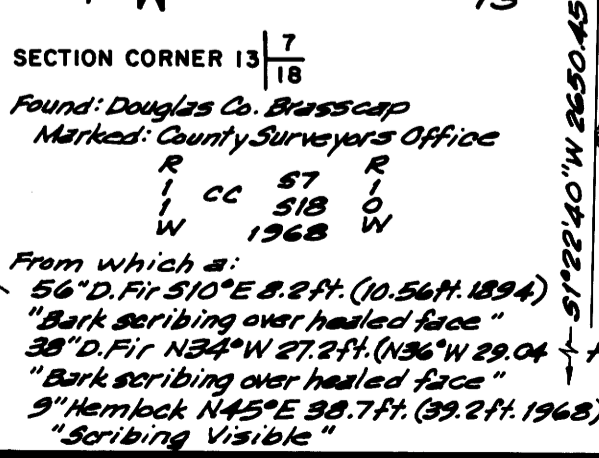 W 13
SECTION CORNER 13 7
18
Found: Douglas Co. Brasscap
Marked: County Surveyors Office
R R
1 CC S7 1
1 S18 0
W 1968 W
From which a:
56"D.Fir S10°E 8.2ft. (10.56ft. 1894)
"Bark scribing over healed face"
38"D.Fir N34°W 27.2ft. (N36°W 29.04
"Bark scribing over healed face"
9"Hemlock N45°E 38.7ft. (39.2ft. 1968)
"Scribing Visible"
S1°22'40"W 2650.45